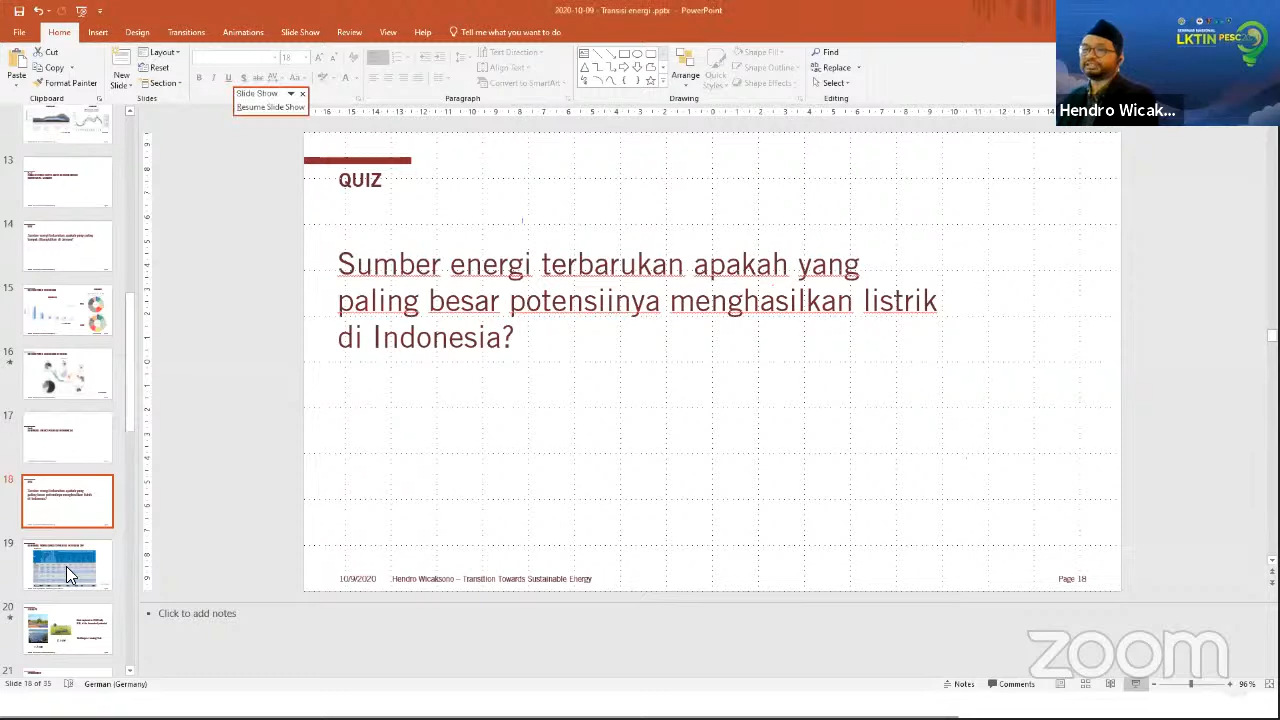 2020-10-09 - Transisi energi .pptx - PowerPoint
File Home Insert Design Transitions Animations Slide Show Review View Help Tell me what you want to do
Cut
Format Painter
Paste
Clipboard
New
Slide
Layout
Reset
Section
Slides
18
Paragraph
Text Direction
Align Text
Convert to SmartArt
Arrange
Quick
Styles
Shape Fill
Shape Outline
Shape Effects
Drawing
Find
Replace
Select
Editing
Slide Show
Resume Slide Show
LKTIN PESC
Hendro Wicak...
13
14
15
16
17
18
19
20
21
QUIZ
Sumber energi terbarukan apakah yang
paling besar potensiinya menghasilkan listrik
di Indonesia?
10/9/2020 Hendro Wicaksono – Transition Towards Sustainable Energy Page 18
Click to add notes
zoom
Slide 18 of 35 German (Germany) Notes Comments 96 %